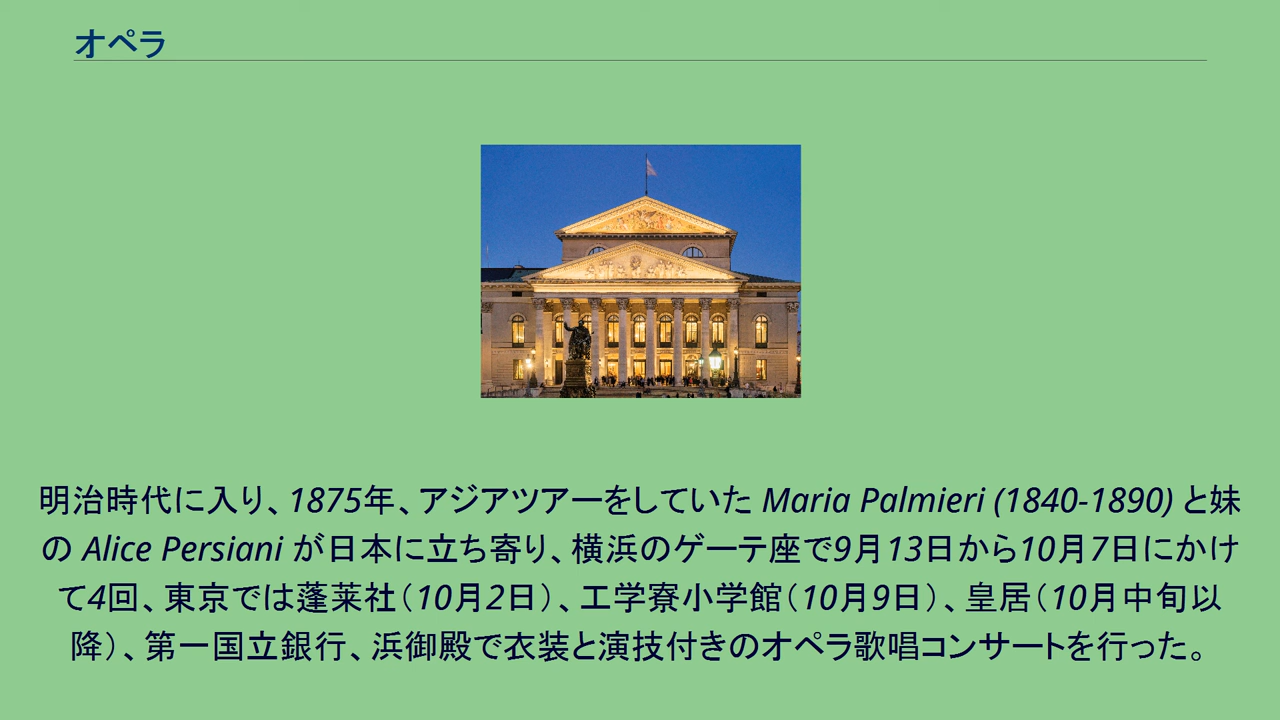 オペラ
明治時代に入り、1875年、アジアツアーをしていた Maria Palmieri (1840-1890) と妹
の Alice Persiani が日本に立ち寄り、横浜のゲーテ座で9月13日から10月7日にかけ
て4回、東京では蓬莱社（10月2日）、工学寮小学館（10月9日）、皇居（10月中旬以
降）、第一国立銀行、浜御殿で衣装と演技付きのオペラ歌唱コンサートを行った。